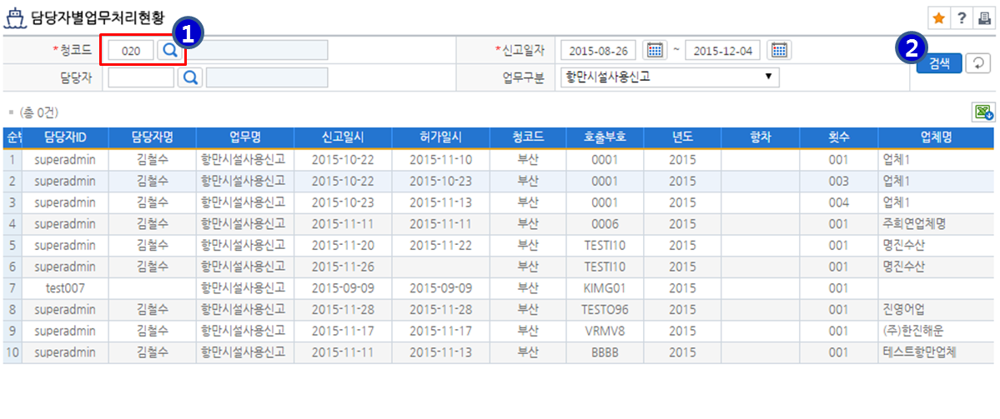 담당자별업무처리현황
?
1
*청코드 020 *신고일자 2015-08-26 ~ 2015-12-04
2
검색
담당자 업무구분 항만시설사용신고
(총 0건)
담당자ID 담당자명 업무명 신고일시 허가일시 청코드 호출부호 년도 항차 횟수 업체명
1 superadmin 김철수 항만시설사용신고 2015-10-22 2015-11-10 부산 0001 2015 001 업체1
2 superadmin 김철수 항만시설사용신고 2015-10-22 2015-10-23 부산 0001 2015 003 업체1
3 superadmin 김철수 항만시설사용신고 2015-10-23 2015-11-13 부산 0001 2015 004 업체1
4 superadmin 김철수 항만시설사용신고 2015-11-11 2015-11-11 부산 0006 2015 001 주희연업체명
5 superadmin 김철수 항만시설사용신고 2015-11-20 2015-11-22 부산 TESTI10 2015 001 명진수산
6 superadmin 김철수 항만시설사용신고 2015-11-26 부산 TESTI10 2015 001 명진수산
7 test007 항만시설사용신고 2015-09-09 2015-09-09 부산 KIMG01 2015 001
8 superadmin 김철수 항만시설사용신고 2015-11-28 2015-11-28 부산 TESTO96 2015 001 진영어업
9 superadmin 김철수 항만시설사용신고 2015-11-17 2015-11-17 부산 VRMV8 2015 001 (주)한진해운
10 superadmin 김철수 항만시설사용신고 2015-11-11 2015-11-13 부산 BBBB 2015 001 테스트항만업체